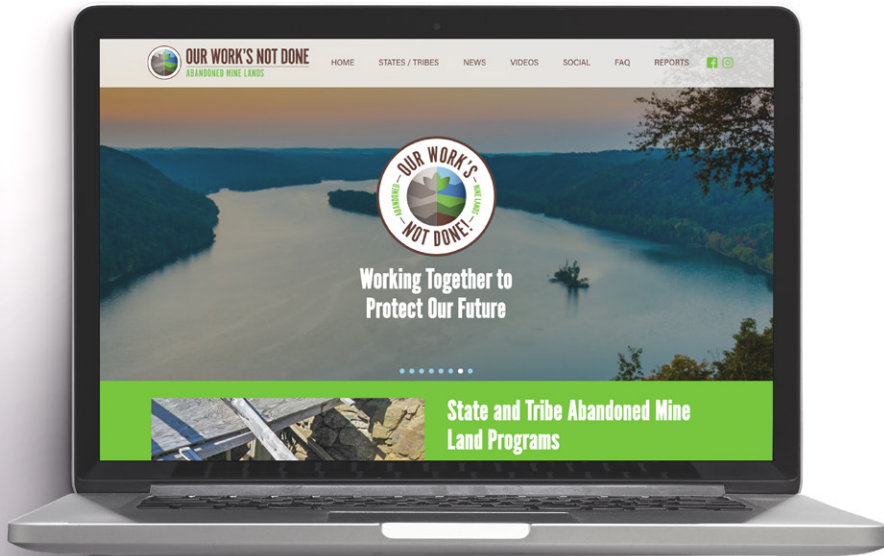 OUR WORK'S NOT DONE
ABANDONED MINE LANDS
HOME STATES / TRIBES NEWS VIDEOS SOCIAL FAQ REPORTS
OUR WORK'S
ABANDONED MINE LANDS
NOT DONE!
Working Together to
Protect Our Future
State and Tribe Abandoned Mine
Land Programs